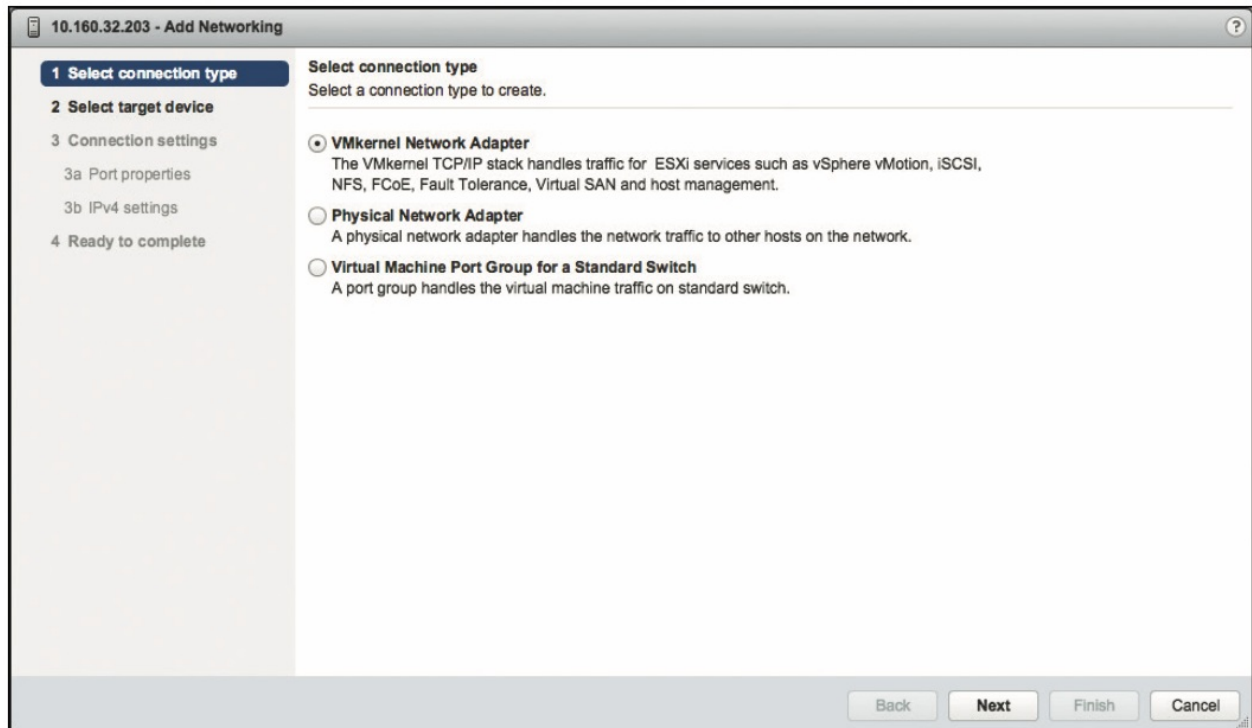 10.160.32.203 - Add Networking
?
1 Select connection type
2 Select target device
3 Connection settings
3a Port properties
3b IPv4 settings
4 Ready to complete
Select connection type
Select a connection type to create.
VMkernel Network Adapter
The VMkernel TCP/IP stack handles traffic for ESXi services such as vSphere vMotion, iSCSI,
NFS, FCoE, Fault Tolerance, Virtual SAN and host management.
Physical Network Adapter
A physical network adapter handles the network traffic to other hosts on the network.
Virtual Machine Port Group for a Standard Switch
A port group handles the virtual machine traffic on standard switch.
Back Next Finish Cancel